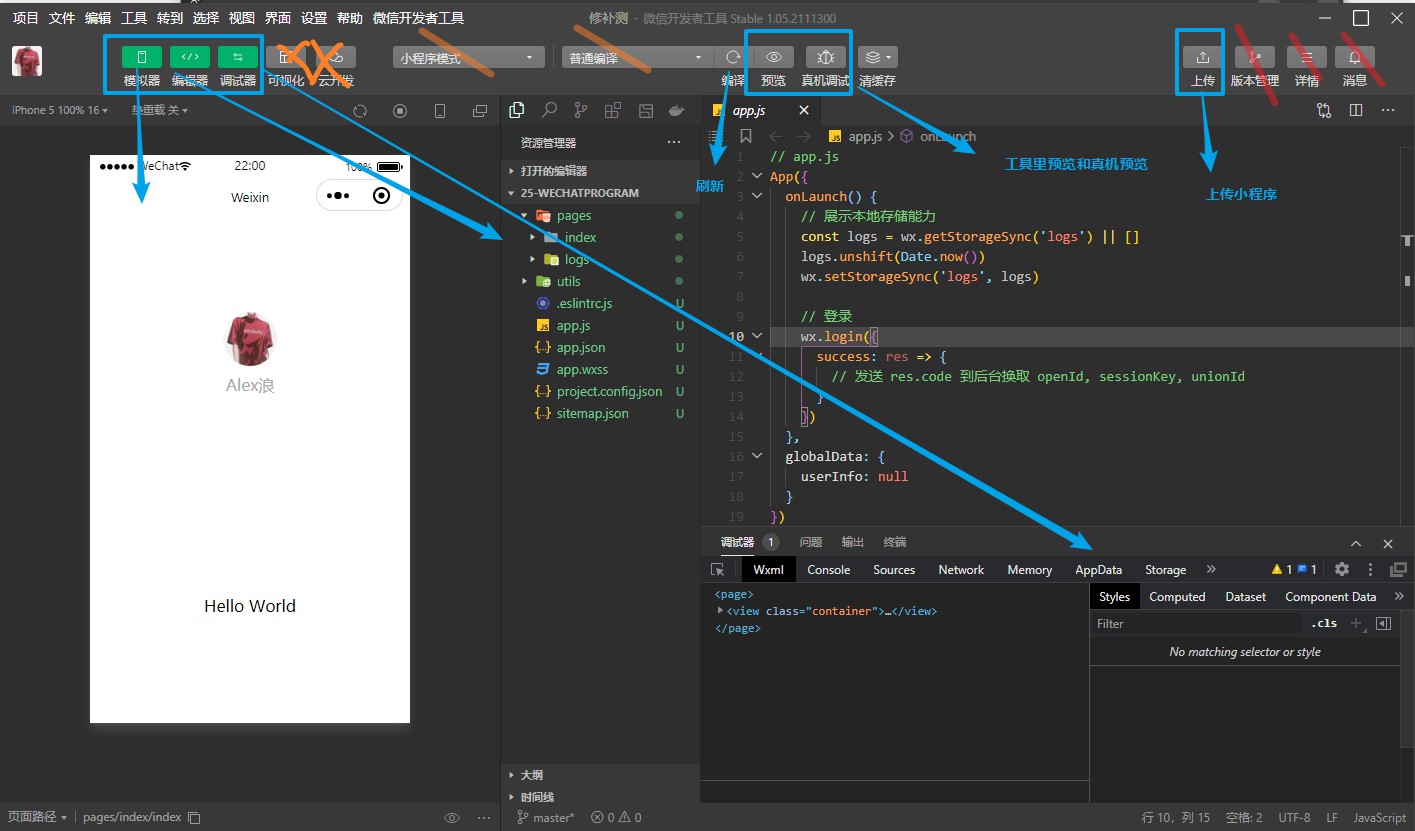 项目 文件 编辑 工具 转到 选择 视图 界面 设置 帮助 微信开发者工具
修补测 - 微信开发者工具 Stable 1.05.2111300
模拟器 编辑器 调试器 可视化 云开发
小程序模式 普通编译
编译 预览 真机调试 清缓存
上传 版本管理 详情 消息
iPhone 5 100% 16 热重载 关
WeChat 22:00 100%
Weixin
Alex浪
Hello World
页面路径 pages/index/index
资源管理器
打开的编辑器
25-WECHATPROGRAM
pages
index
logs
utils
.eslintrc.js U
app.js U
app.json U
app.wxss U
project.config.json U
sitemap.json U
大纲
时间线
master* 0 0
刷新
工具里预览和真机预览
上传小程序
JS app.js
JS app.js > onLaunch
1 // app.js
2 App({
3 onLaunch() {
4 // 展示本地存储能力
5 const logs = wx.getStorageSync('logs') || []
6 logs.unshift(Date.now())
7 wx.setStorageSync('logs', logs)
8
9 // 登录
10 wx.login({
11 success: res => {
12 // 发送 res.code 到后台换取 openId, sessionKey, unionId
13 }
14 })
15 },
16 globalData: {
17 userInfo: null
18 }
19 })
调试器 1 问题 输出 终端
Wxml Console Sources Network Memory AppData Storage 1 1
<page>
<view class="container">…</view>
</page>
Styles Computed Dataset Component Data
Filter .cls
No matching selector or style
行 10，列 15 空格: 2 UTF-8 LF JavaScript